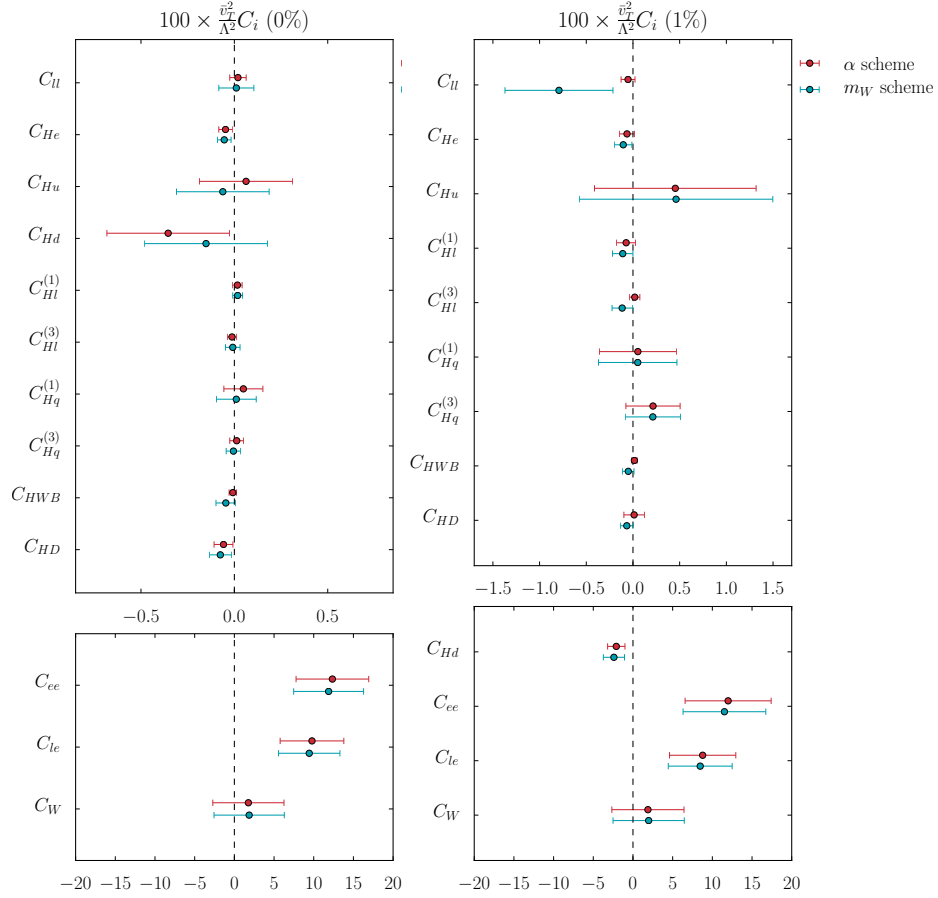 100 × \frac{\bar{v}_T^2}{Λ^2} C_i (0%)
C_{ll}
C_{He}
C_{Hu}
C_{Hd}
C_{Hl}^{(1)}
C_{Hl}^{(3)}
C_{Hq}^{(1)}
C_{Hq}^{(3)}
C_{HWB}
C_{HD}
−0.5 0.0 0.5
C_{ee}
C_{le}
C_W
−20 −15 −10 −5 0 5 10 15 20
100 × \frac{\bar{v}_T^2}{Λ^2} C_i (1%)
α scheme
m_W scheme
C_{ll}
C_{He}
C_{Hu}
C_{Hl}^{(1)}
C_{Hl}^{(3)}
C_{Hq}^{(1)}
C_{Hq}^{(3)}
C_{HWB}
C_{HD}
−1.5 −1.0 −0.5 0.0 0.5 1.0 1.5
C_{Hd}
C_{ee}
C_{le}
C_W
−20 −15 −10 −5 0 5 10 15 20